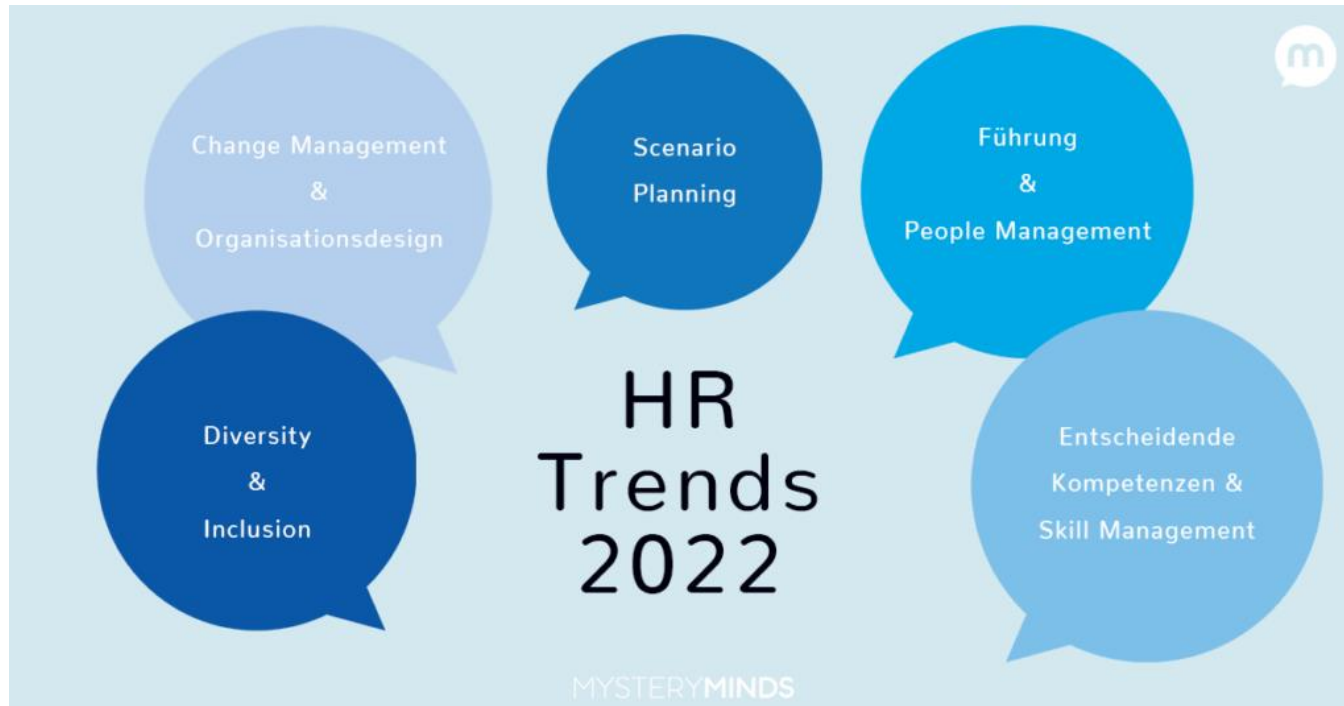 Change Management
&
Organisationsdesign
Scenario
Planning
Führung
&
People Management
m
Diversity
&
Inclusion
HR
Trends
2022
Entscheidende
Kompetenzen &
Skill Management
MYSTERYMINDS